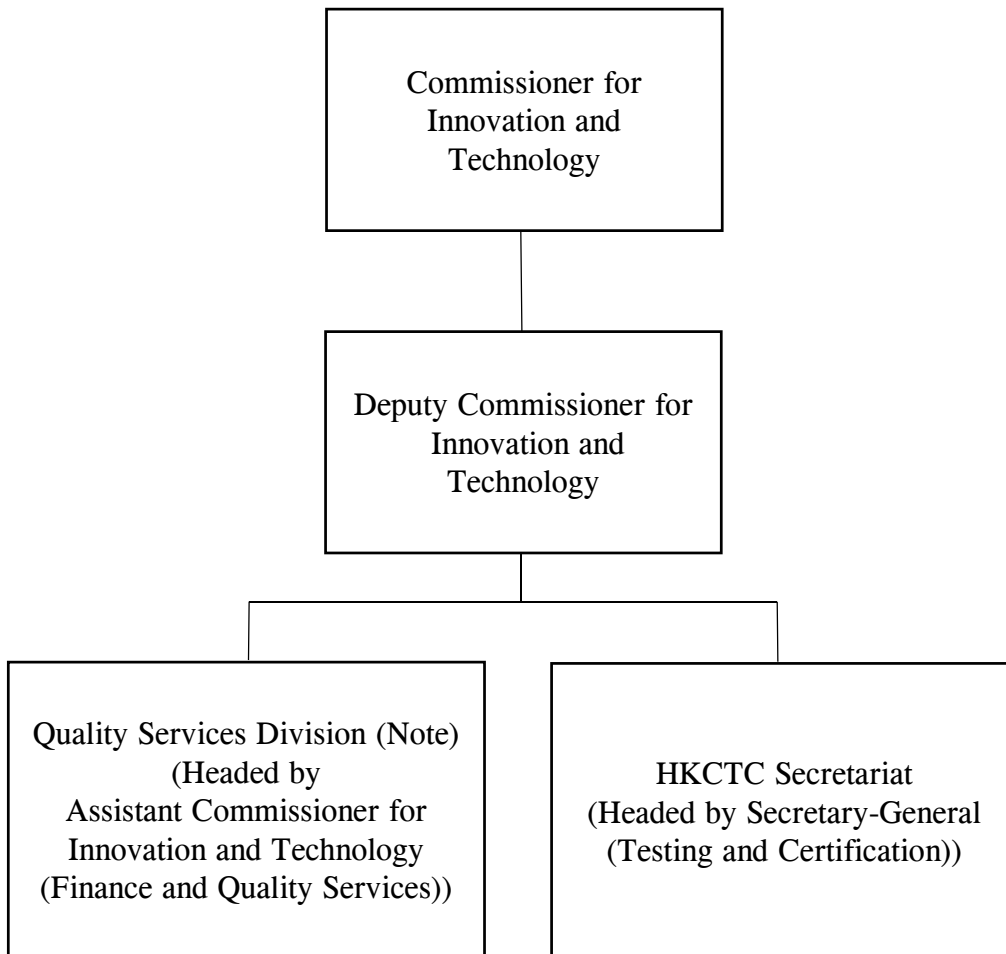 Commissioner for
Innovation and
Technology
Deputy Commissioner for
Innovation and
Technology
Quality Services Division (Note)
(Headed by
Assistant Commissioner for
Innovation and Technology
(Finance and Quality Services))
HKCTC Secretariat
(Headed by Secretary-General
(Testing and Certification))